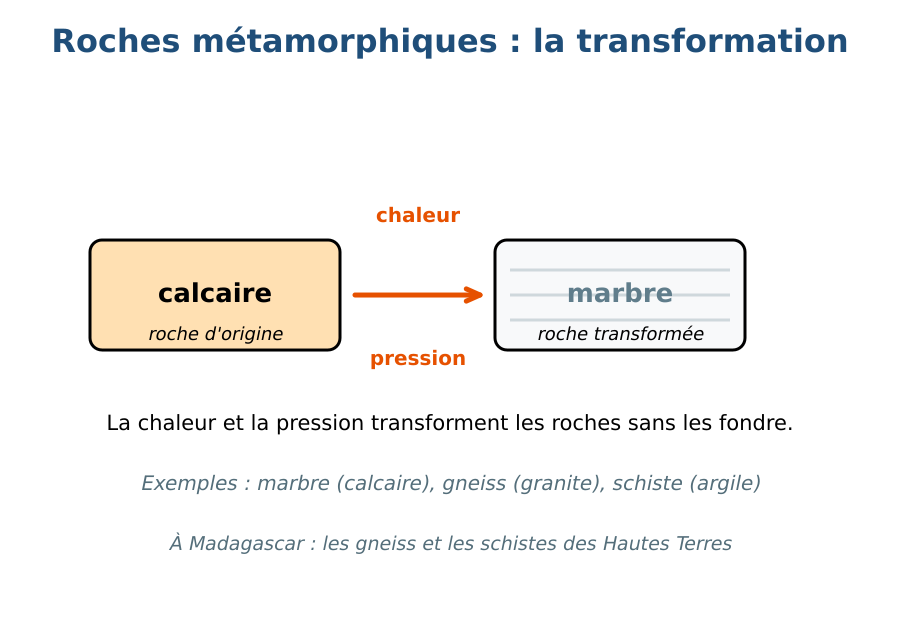 Roches métamorphiques : la transformation
chaleur
calcaire
marbre
roche d'origine
roche transformée
pression
La chaleur et la pression transforment les roches sans les fondre.
Exemples : marbre (calcaire), gneiss (granite), schiste (argile)
À Madagascar : les gneiss et les schistes des Hautes Terres